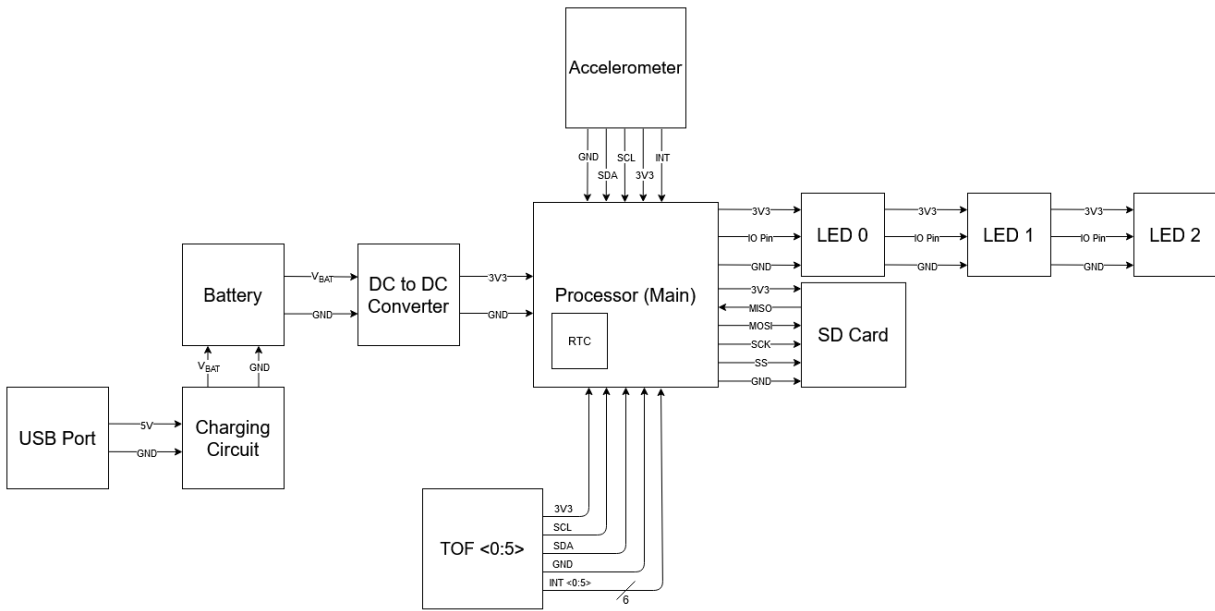 Accelerometer
GND
SDA
SCL
3V3
INT
3V3
IO Pin
GND
LED 0
3V3
IO Pin
GND
LED 1
3V3
IO Pin
GND
LED 2
Battery
V_BAT
GND
DC to DC
Converter
3V3
GND
Processor (Main)
RTC
3V3
MISO
MOSI
SCK
SS
GND
SD Card
V_BAT
GND
USB Port
5V
GND
Charging
Circuit
TOF <0:5>
3V3
SCL
SDA
GND
INT <0:5>
6